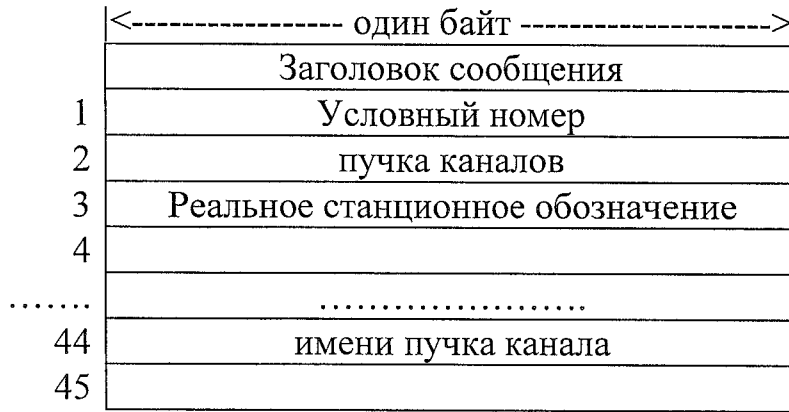 |<----------------- один байт ------------------>
Заголовок сообщения
1 Условный номер
2 пучка каналов
3 Реальное станционное обозначение
4
....... ......................
44 имени пучка канала
45